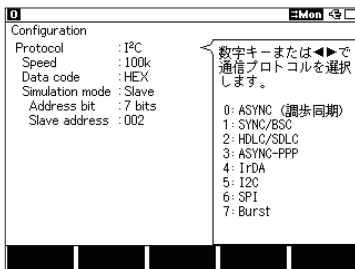 0
Mon
Configuration
Protocol :I²C
Speed :100k
Data code :HEX
Simulation mode :Slave
Address bit :7 bits
Slave address :002
数字キーまたは◀▶で
通信プロトコルを選択
します。
0: ASYNC (調歩同期)
1: SYNC/BSC
2: HDLC/SDLC
3: ASYNC-PPP
4: IrDA
5: I2C
6: SPI
7: Burst